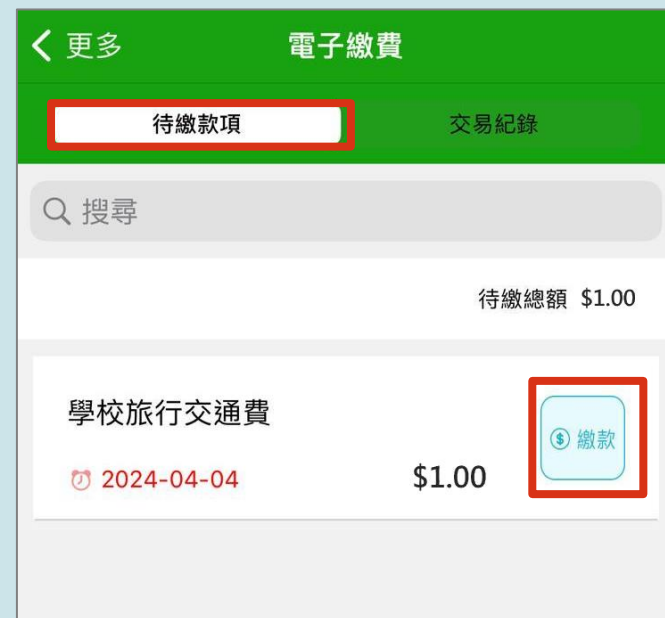 更多
電子繳費
待繳款項
交易紀錄
搜尋
待繳總額 $1.00
學校旅行交通費
2024-04-04
$1.00
繳款